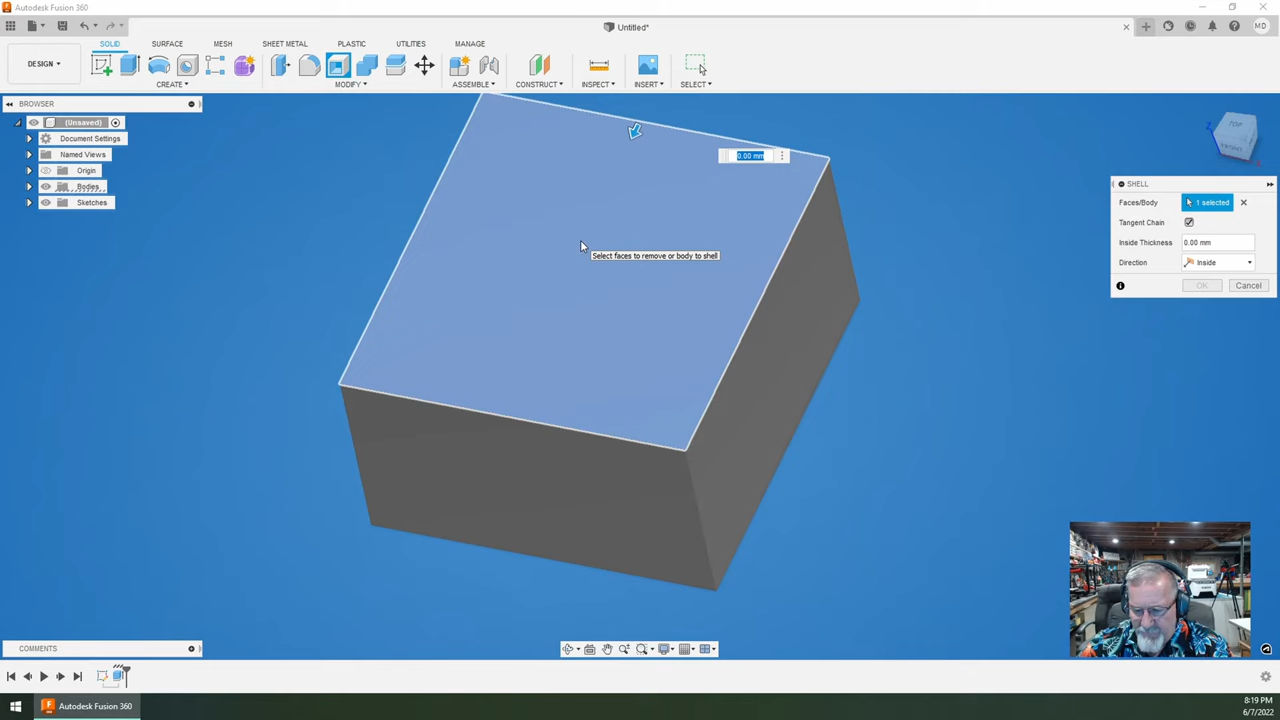 Autodesk Fusion 360
Untitled*
MD
DESIGN
SOLID
SURFACE
MESH
SHEET METAL
PLASTIC
UTILITIES
MANAGE
CREATE
MODIFY
ASSEMBLE
CONSTRUCT
INSPECT
INSERT
SELECT
BROWSER
(Unsaved)
Document Settings
Named Views
Origin
Bodies
Sketches
TOP
FRONT
Z
X
0.00 mm
Select faces to remove or body to shell
SHELL
Faces/Body 1 selected
Tangent Chain
Inside Thickness 0.00 mm
Direction Inside
OK Cancel
COMMENTS
Autodesk Fusion 360
8:19 PM
6/7/2022